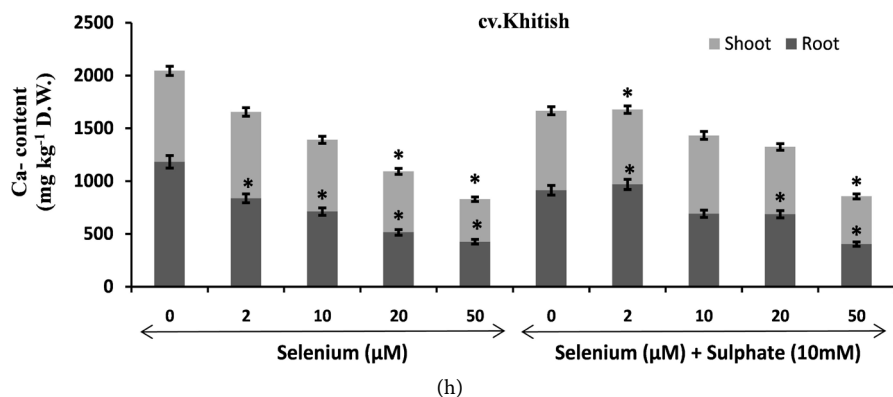 cv.Khitish
Shoot Root
Ca- content
(mg kg⁻¹ D.W.)
2500
2000
1500
1000
500
0
* * * * * * * * * * *
0 2 10 20 50 0 2 10 20 50
Selenium (µM) Selenium (µM) + Sulphate (10mM)
(h)